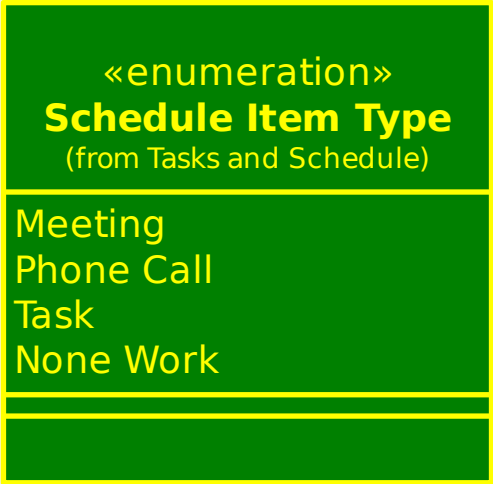 «enumeration»
Schedule Item Type
(from Tasks and Schedule)
Meeting
Phone Call
Task
None Work